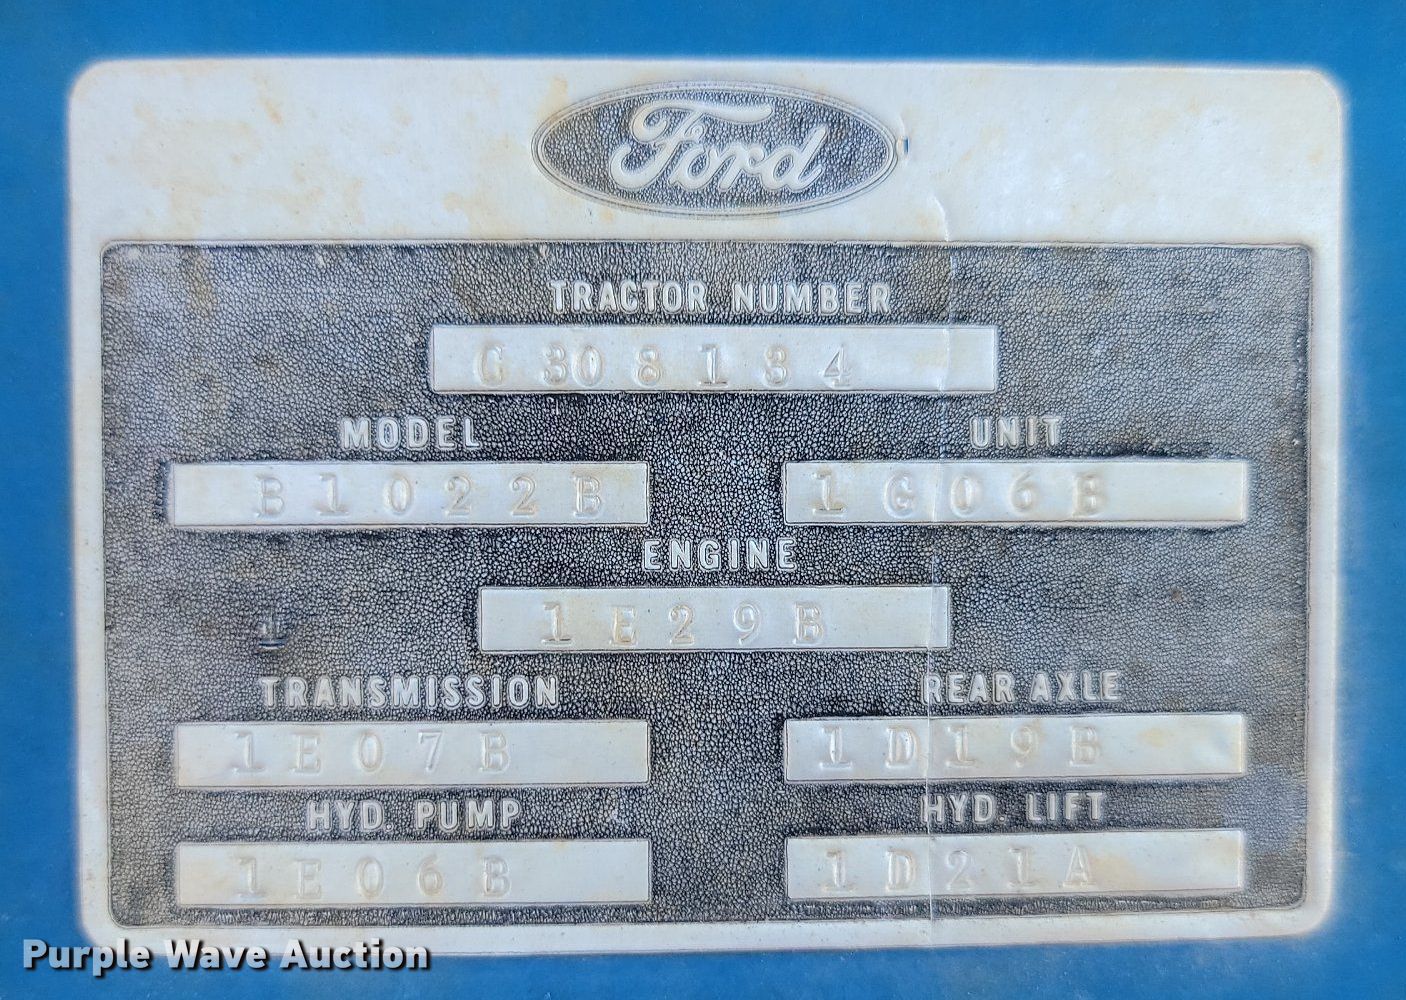 Ford
TRACTOR NUMBER
C308134
MODEL UNIT
B1022B 1G06B
ENGINE
1E29B
TRANSMISSION REAR AXLE
1E07B 1D19B
HYD. PUMP HYD. LIFT
1E06B 1D21A
Purple Wave Auction